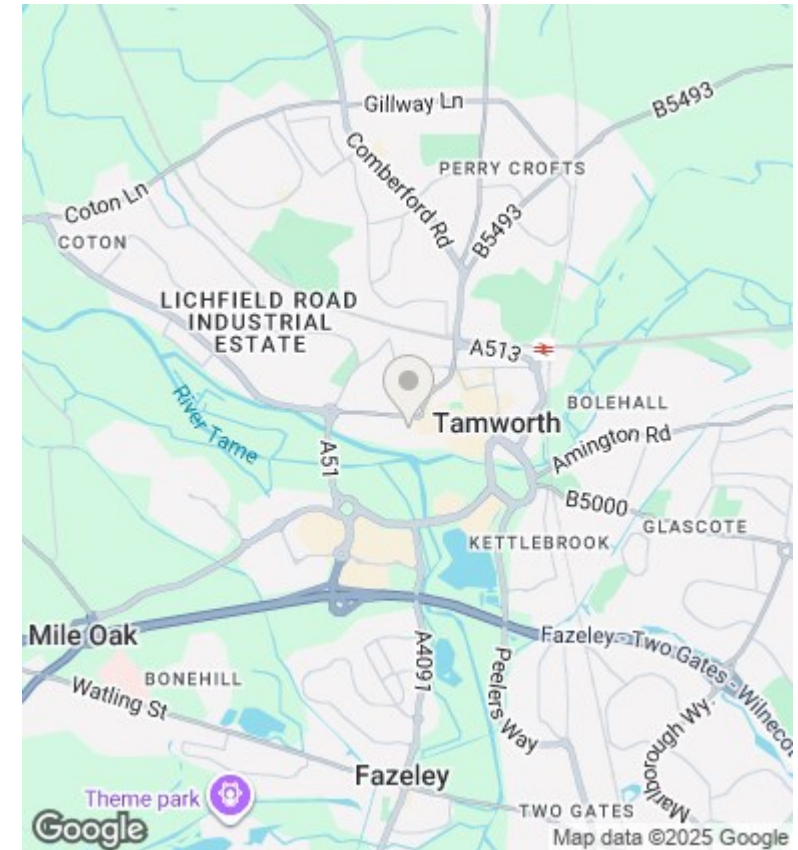 Gillway Ln
B5493
Comberford Rd
PERRY CROFTS
Coton Ln
COTON
B5493
LICHFIELD ROAD
INDUSTRIAL
ESTATE
A513
River Tame
Tamworth
BOLEHALL
Amington Rd
A51
B5000
GLASCOTE
KETTLEBROOK
Mile Oak
Fazeley - Two Gates - Wilnecot
BONEHILL
A4091
Peelers Way
Watling St
Marlborough Wy.
Fazeley
Theme park
TWO GATES
Google
Map data ©2025 Google